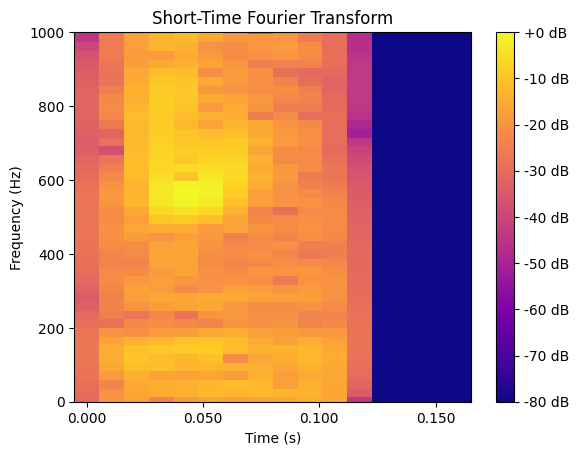 Short-Time Fourier Transform
1000
800
600
400
200
0
Frequency (Hz)
0.000
0.050
0.100
0.150
Time (s)
+0 dB
-10 dB
-20 dB
-30 dB
-40 dB
-50 dB
-60 dB
-70 dB
-80 dB